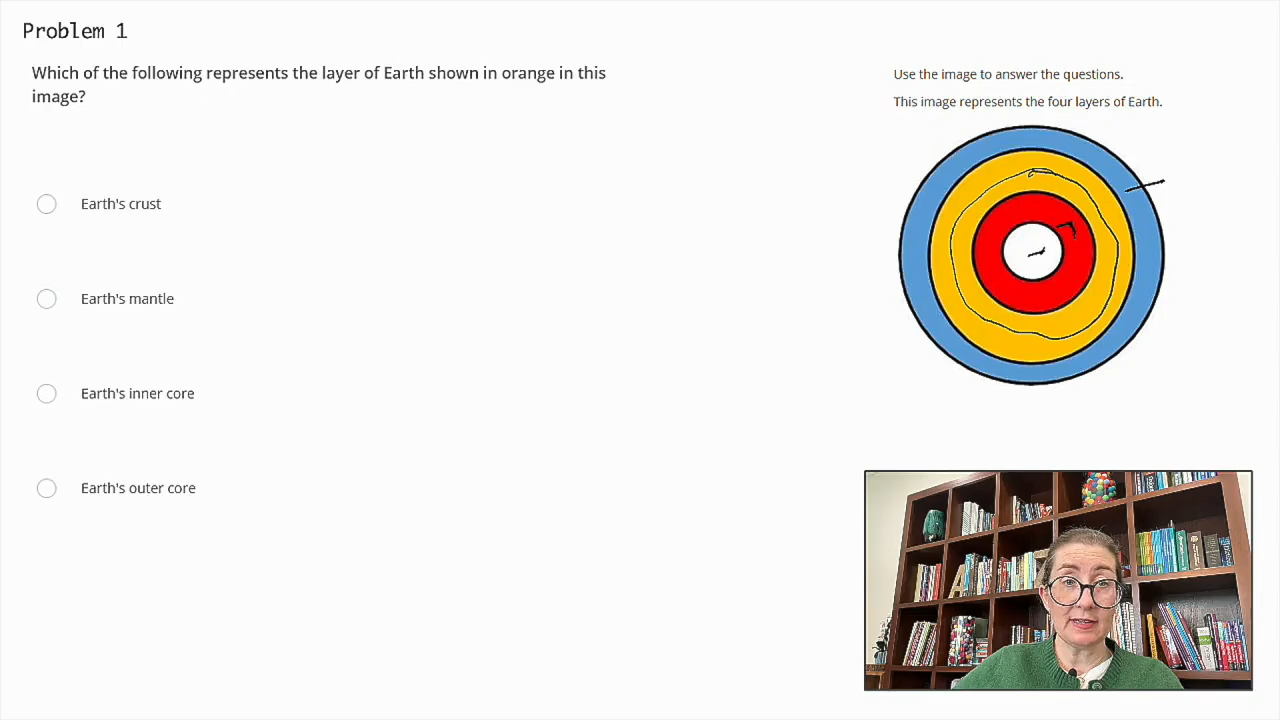 Problem 1
Which of the following represents the layer of Earth shown in orange in this
image?
Use the image to answer the questions.
This image represents the four layers of Earth.
Earth's crust
Earth's mantle
Earth's inner core
Earth's outer core